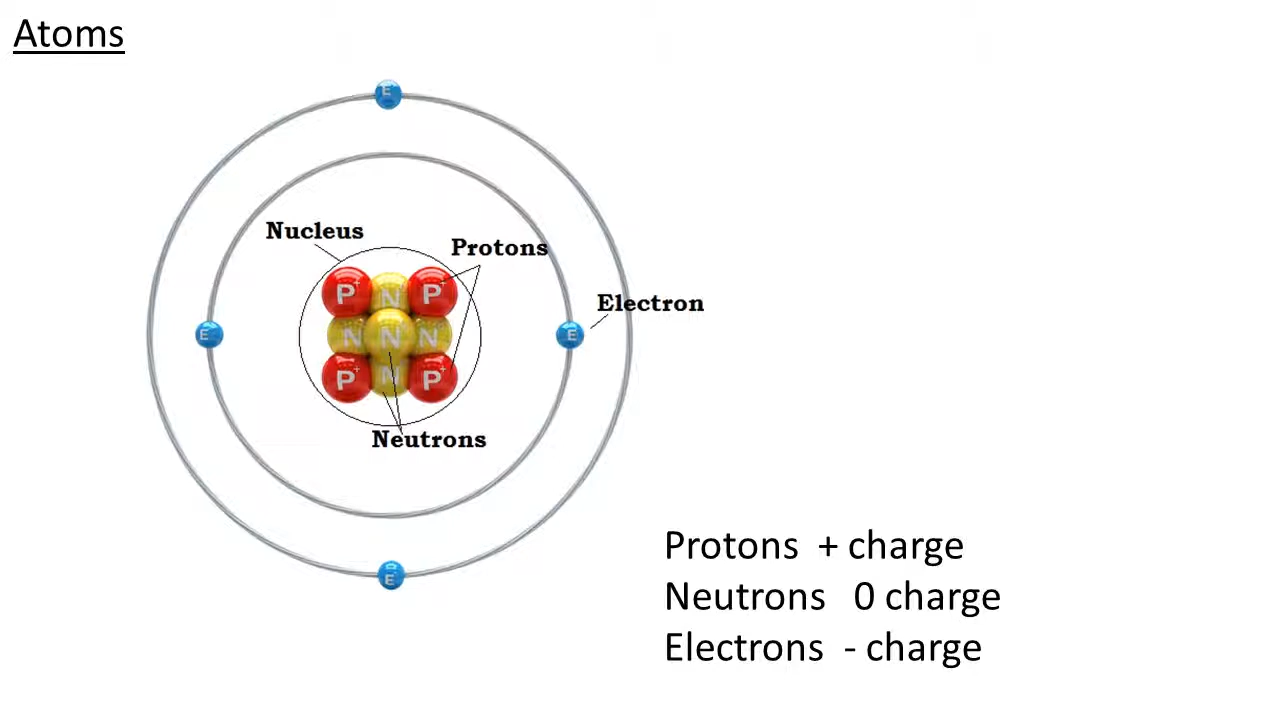 Atoms
E
Nucleus
Protons
P+ N P+
Electron
E N N N E
P+ N P+
Neutrons
Protons + charge
E
Neutrons 0 charge
Electrons - charge